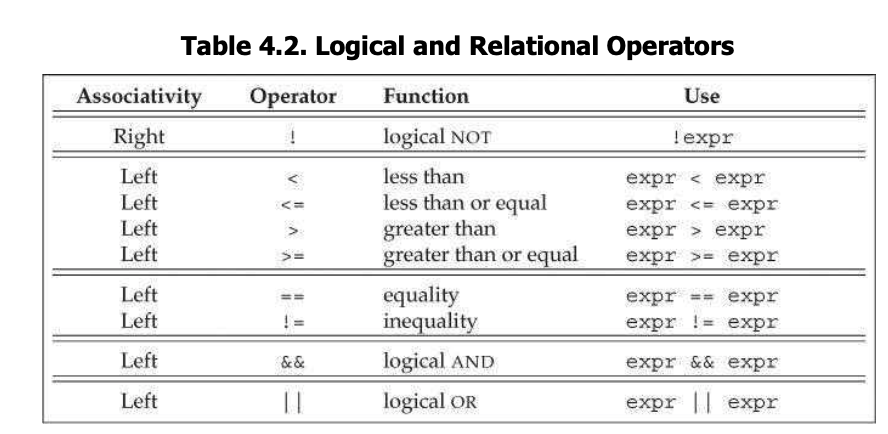 Table 4.2. Logical and Relational Operators
Associativity Operator Function Use
Right ! logical NOT !expr
Left < less than expr < expr
Left <= less than or equal expr <= expr
Left > greater than expr > expr
Left >= greater than or equal expr >= expr
Left == equality expr == expr
Left != inequality expr != expr
Left && logical AND expr && expr
Left || logical OR expr || expr